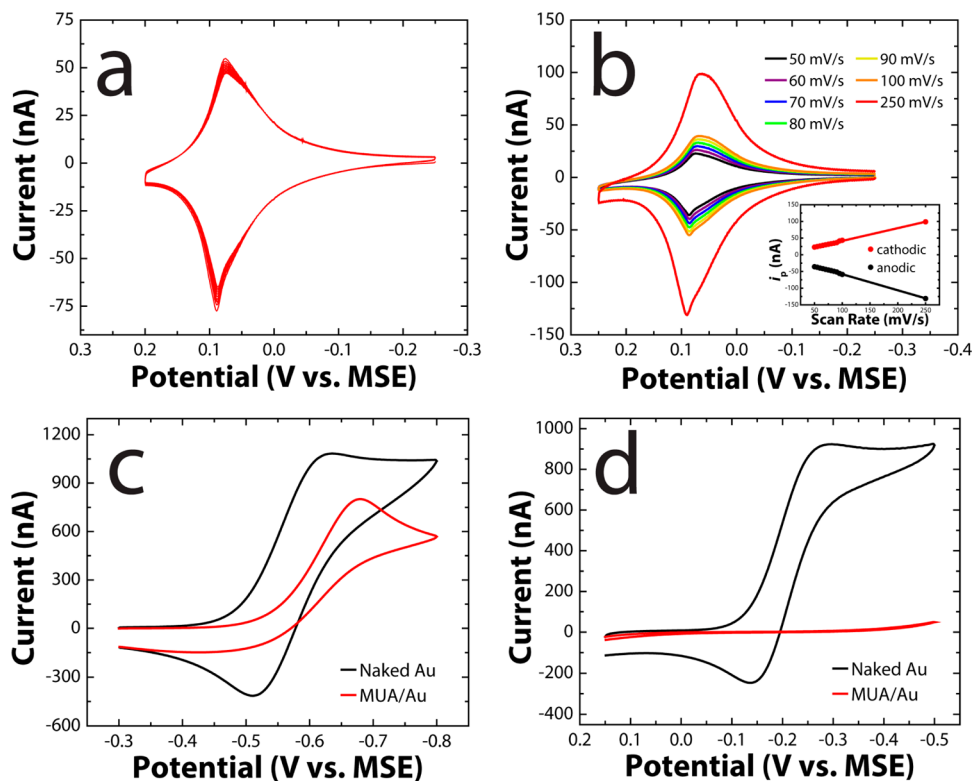 a
75
50
25
0
-25
-50
-75
Current (nA)
0.3 0.2 0.1 0.0 -0.1 -0.2 -0.3
Potential (V vs. MSE)
b
50 mV/s 90 mV/s
60 mV/s 100 mV/s
70 mV/s 250 mV/s
80 mV/s
150
100
50
0
-50
-100
-150
Current (nA)
0.3 0.2 0.1 0.0 -0.1 -0.2 -0.3 -0.4
Potential (V vs. MSE)
150
100
50
0
-50
-100
-150
ip (nA)
cathodic
anodic
50 100 150 200 250 300
Scan Rate (mV/s)
c
1200
900
600
300
0
-300
-600
Current (nA)
Naked Au
MUA/Au
-0.3 -0.4 -0.5 -0.6 -0.7 -0.8
Potential (V vs. MSE)
d
1000
800
600
400
200
0
-200
-400
Current (nA)
Naked Au
MUA/Au
0.2 0.1 0.0 -0.1 -0.2 -0.3 -0.4 -0.5
Potential (V vs. MSE)